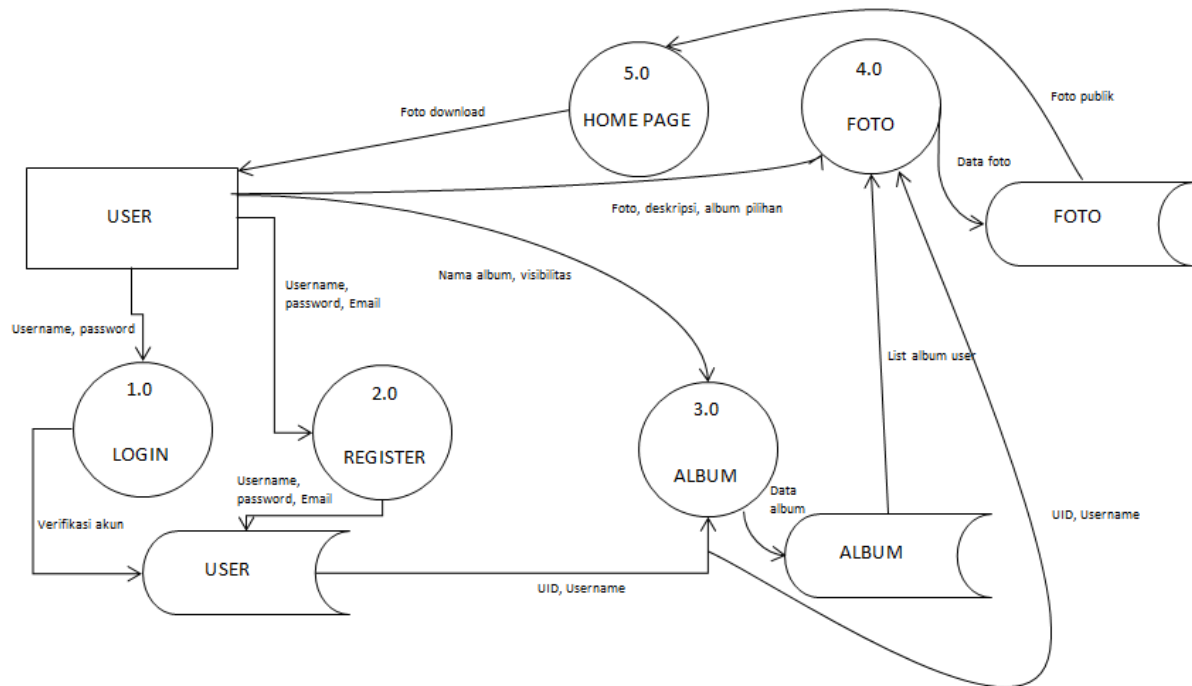 5.0
HOME PAGE
4.0
FOTO
Foto publik
Foto download
Data foto
USER
Foto, deskripsi, album pilihan
FOTO
Nama album, visibilitas
Username,
password, Email
Username, password
List album user
1.0
LOGIN
2.0
REGISTER
3.0
ALBUM
Username,
password, Email
Data
album
Verifikasi akun
UID, Username
USER
ALBUM
UID, Username